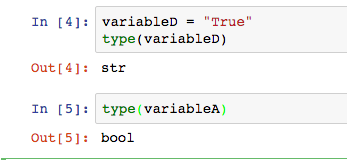 In [4]: variableD = "True"
type(variableD)
Out[4]: str
In [5]: type(variableA)
Out[5]: bool